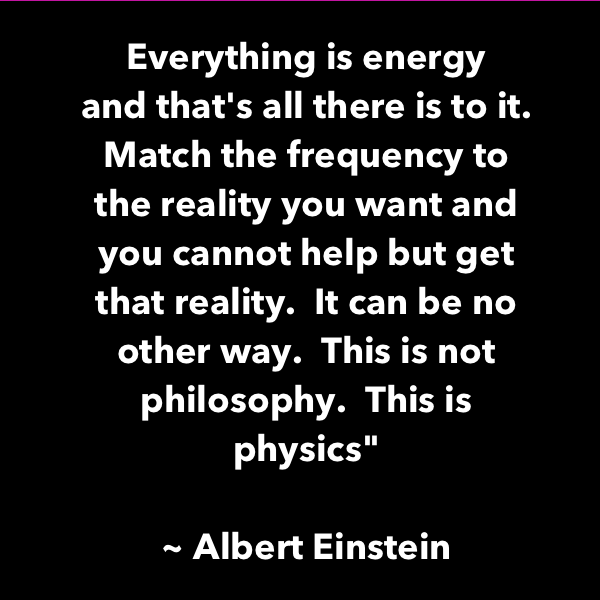 Everything is energy
and that's all there is to it.
Match the frequency to
the reality you want and
you cannot help but get
that reality.  It can be no
other way.  This is not
philosophy.  This is
physics"
~ Albert Einstein